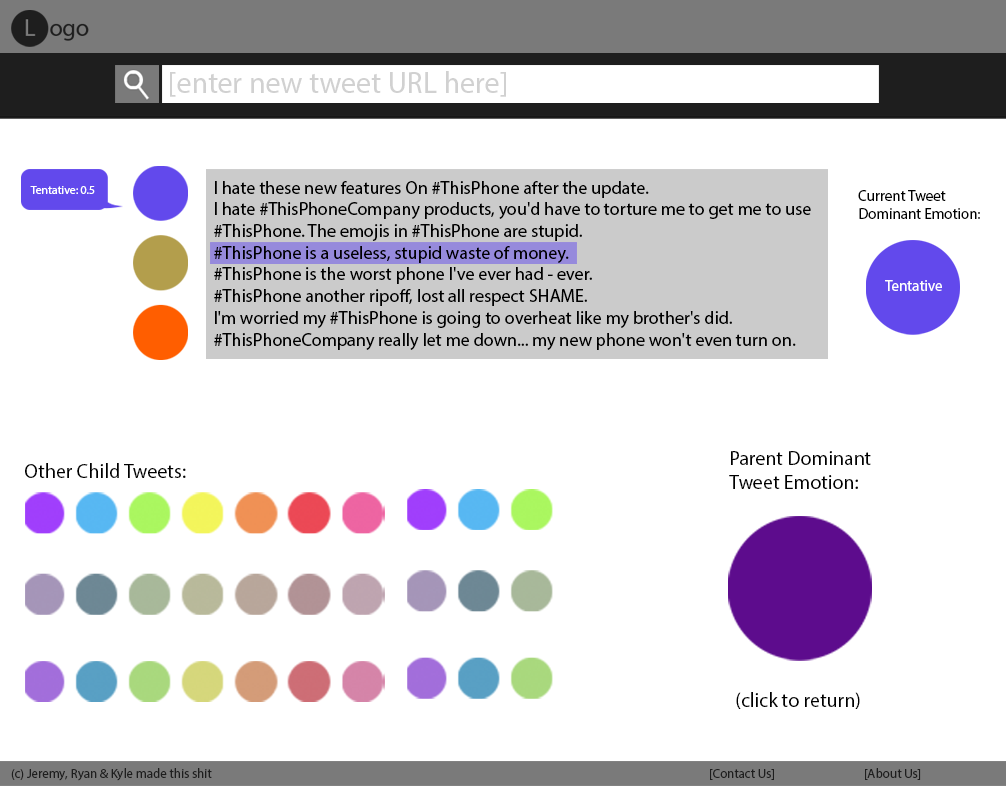 Logo
[enter new tweet URL here]
Tentative: 0.5
I hate these new features On #ThisPhone after the update.
I hate #ThisPhoneCompany products, you'd have to torture me to get me to use
#ThisPhone. The emojis in #ThisPhone are stupid.
#ThisPhone is a useless, stupid waste of money.
#ThisPhone is the worst phone I've ever had - ever.
#ThisPhone another ripoff, lost all respect SHAME.
I'm worried my #ThisPhone is going to overheat like my brother's did.
#ThisPhoneCompany really let me down... my new phone won't even turn on.
Current Tweet
Dominant Emotion:
Tentative
Other Child Tweets:
Parent Dominant
Tweet Emotion:
(click to return)
(c) Jeremy, Ryan & Kyle made this shit
[Contact Us]
[About Us]